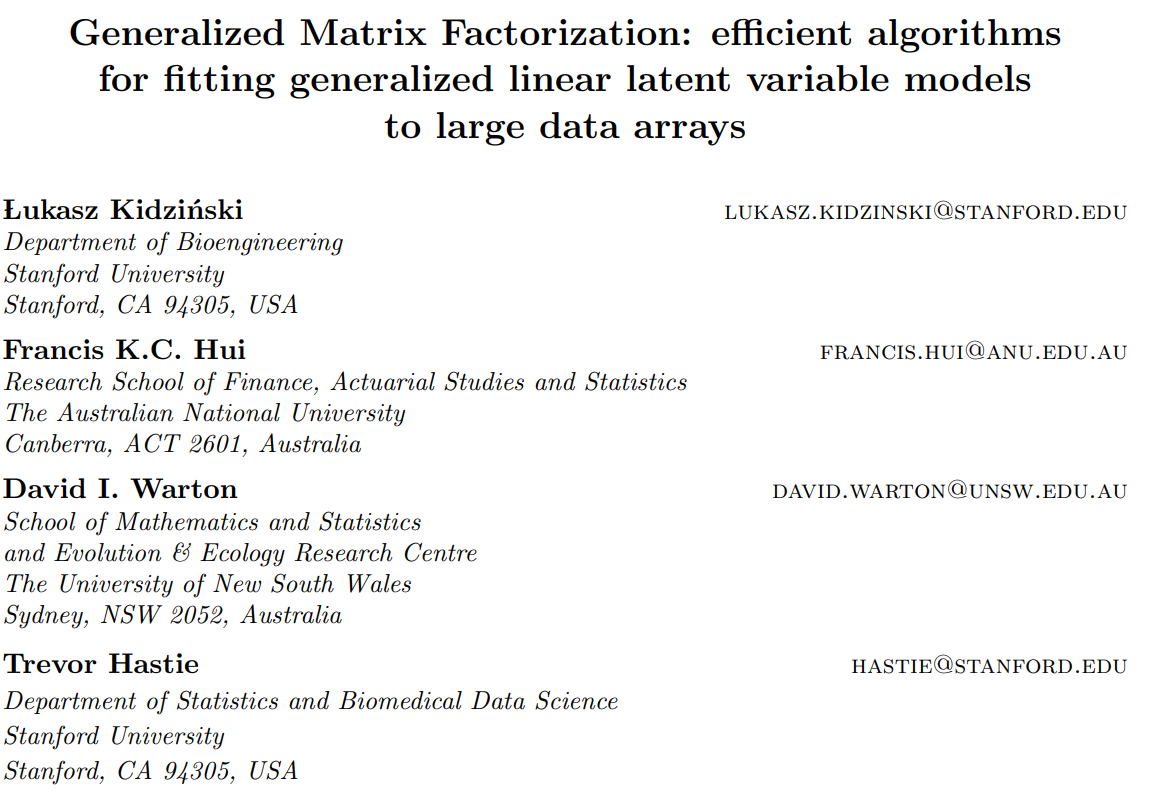 Generalized Matrix Factorization: efficient algorithms
for fitting generalized linear latent variable models
to large data arrays
Łukasz Kidziński LUKASZ.KIDZINSKI@STANFORD.EDU
Department of Bioengineering
Stanford University
Stanford, CA 94305, USA
Francis K.C. Hui FRANCIS.HUI@ANU.EDU.AU
Research School of Finance, Actuarial Studies and Statistics
The Australian National University
Canberra, ACT 2601, Australia
David I. Warton DAVID.WARTON@UNSW.EDU.AU
School of Mathematics and Statistics
and Evolution & Ecology Research Centre
The University of New South Wales
Sydney, NSW 2052, Australia
Trevor Hastie HASTIE@STANFORD.EDU
Department of Statistics and Biomedical Data Science
Stanford University
Stanford, CA 94305, USA